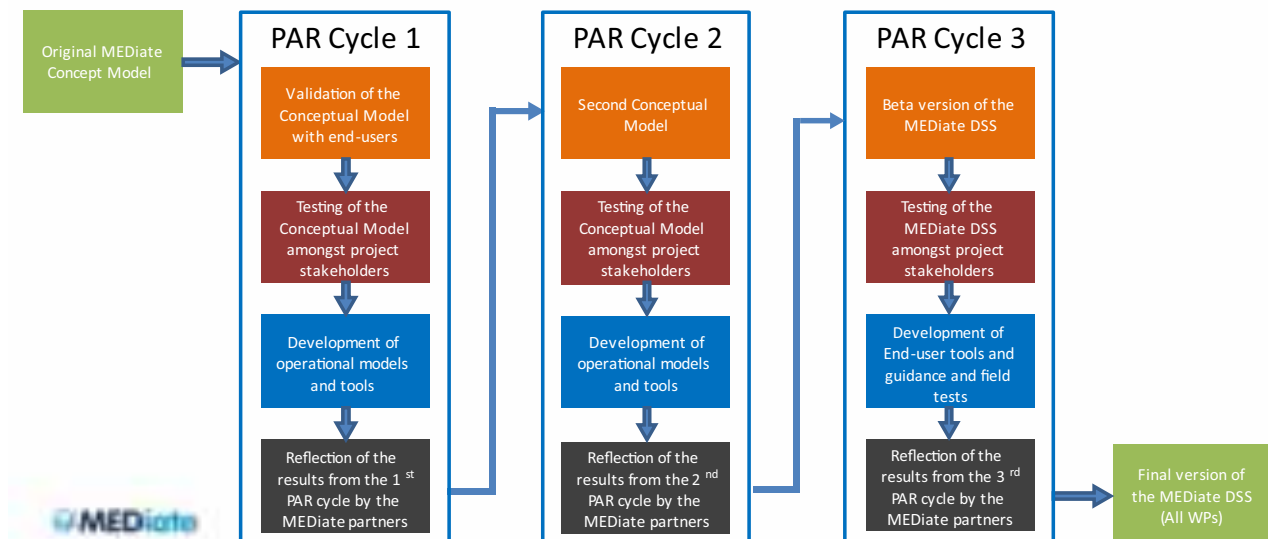 Original MEDiate
Concept Model
PAR Cycle 1
Validation of the
Conceptual Model
with end-users
Testing of the
Conceptual Model
amongst project
stakeholders
Development of
operational models
and tools
Reflection of the
results from the 1 st
PAR cycle by the
MEDiate partners
PAR Cycle 2
Second Conceptual
Model
Testing of the
Conceptual Model
amongst project
stakeholders
Development of
operational models
and tools
Reflection of the
results from the 2 nd
PAR cycle by the
MEDiate partners
PAR Cycle 3
Beta version of the
MEDiate DSS
Testing of the
MEDiate DSS
amongst project
stakeholders
Development of
End-user tools and
guidance and field
tests
Reflection of the
results from the 3 rd
PAR cycle by the
MEDiate partners
Final version of
the MEDiate DSS
(All WPs)
MEDiate